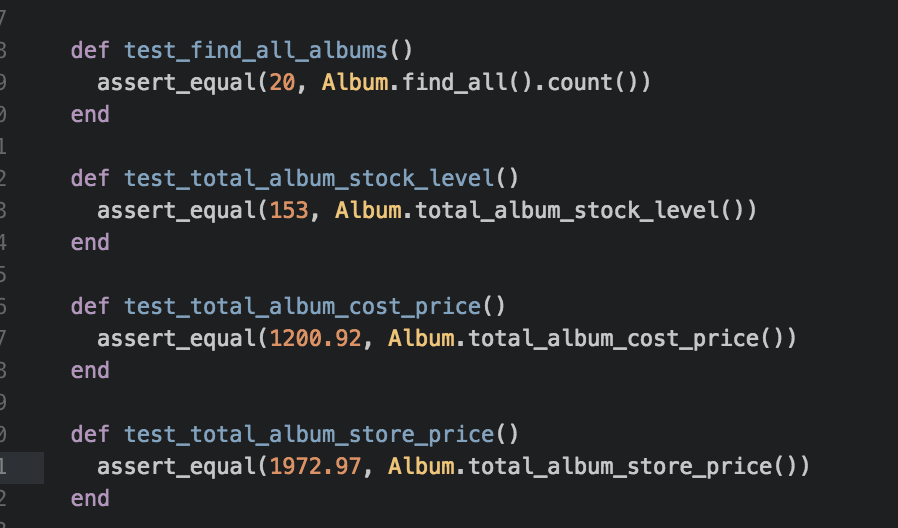 7
8 def test_find_all_albums()
9 assert_equal(20, Album.find_all().count())
0 end
1
2 def test_total_album_stock_level()
3 assert_equal(153, Album.total_album_stock_level())
4 end
5
6 def test_total_album_cost_price()
7 assert_equal(1200.92, Album.total_album_cost_price())
8 end
9
0 def test_total_album_store_price()
1 assert_equal(1972.97, Album.total_album_store_price())
2 end